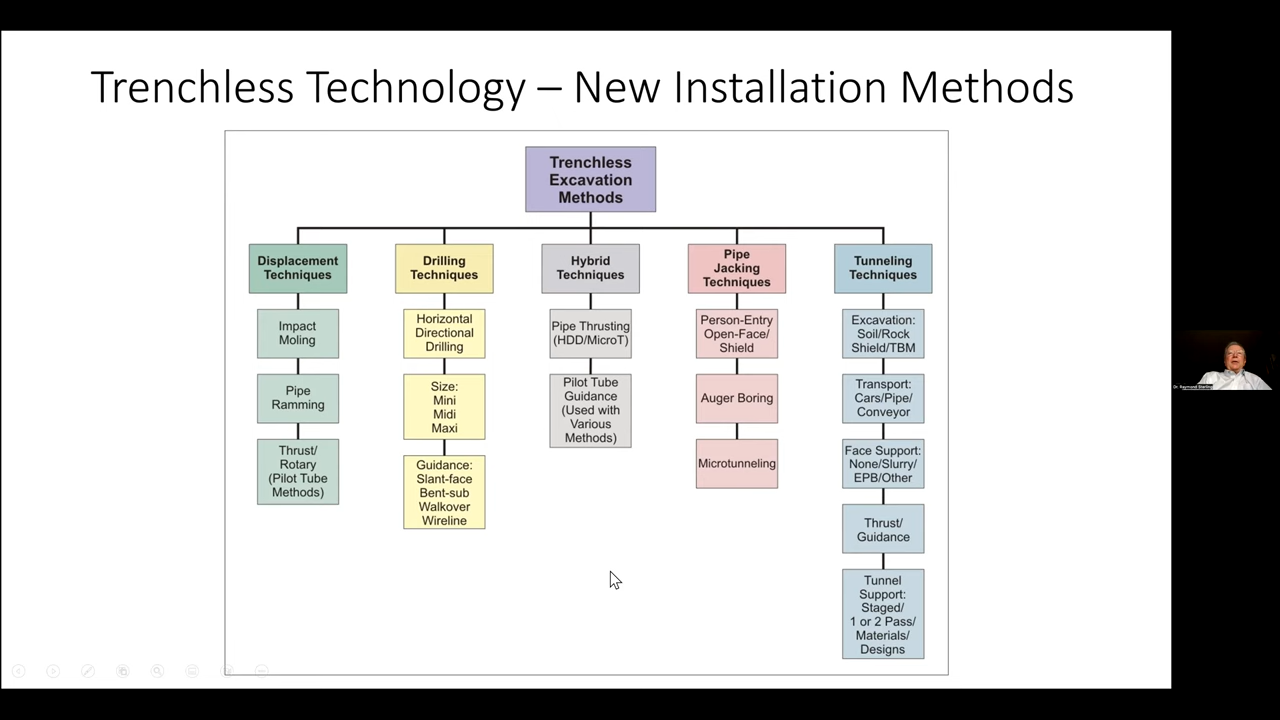 Trenchless Technology – New Installation Methods
Trenchless
Excavation
Methods
Displacement
Techniques
Impact
Moling
Pipe
Ramming
Thrust/
Rotary
(Pilot Tube
Methods)
Drilling
Techniques
Horizontal
Directional
Drilling
Size:
Mini
Midi
Maxi
Guidance:
Slant-face
Bent-sub
Walkover
Wireline
Hybrid
Techniques
Pipe Thrusting
(HDD/MicroT)
Pilot Tube
Guidance
(Used with
Various
Methods)
Pipe
Jacking
Techniques
Person-Entry
Open-Face/
Shield
Auger Boring
Microtunneling
Tunneling
Techniques
Excavation:
Soil/Rock
Shield/TBM
Transport:
Cars/Pipe/
Conveyor
Face Support:
None/Slurry/
EPB/Other
Thrust/
Guidance
Tunnel
Support:
Staged/
1 or 2 Pass/
Materials/
Designs
Dr. Raymond Sterling